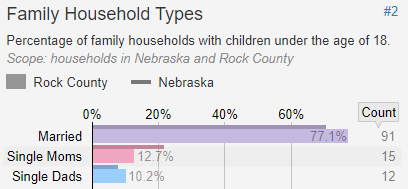 Family Household Types #2
Percentage of family households with children under the age of 18.
Scope: households in Nebraska and Rock County
Rock County Nebraska
0% 20% 40% 60% Count
Married 77.1% 91
Single Moms 12.7% 15
Single Dads 10.2% 12